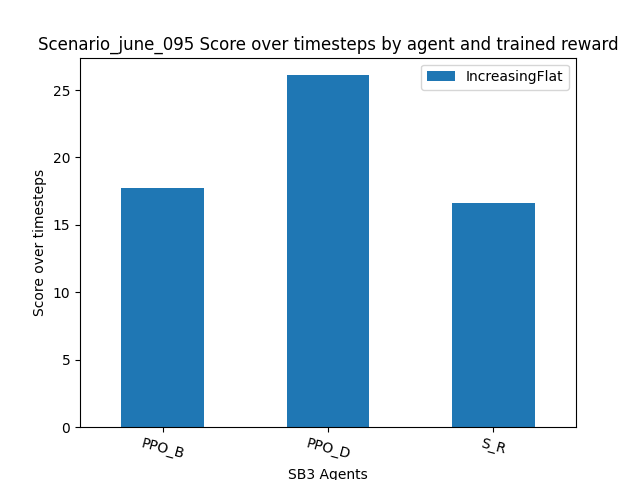 Scenario_june_095 Score over timesteps by agent and trained reward
IncreasingFlat
Score over timesteps
25
20
15
10
5
0
PPO_B
PPO_D
S_R
SB3 Agents